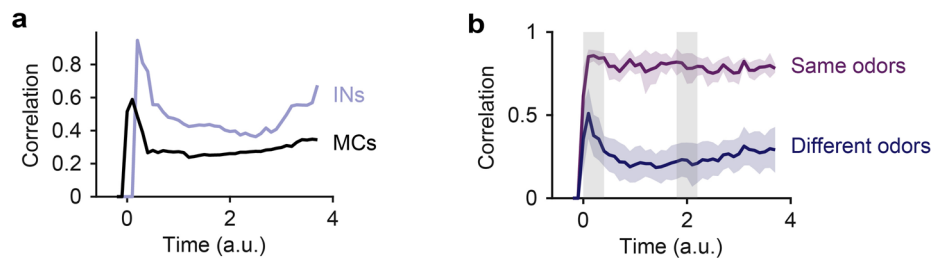 a
Correlation
0.8
0.6
0.4
0.2
0
INs
MCs
0
2
4
Time (a.u.)
b
Correlation
1
0.5
0
Same odors
Different odors
0
2
4
Time (a.u.)